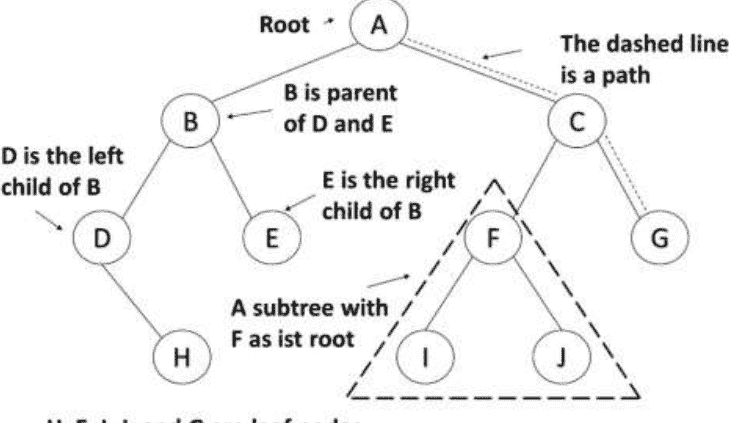 Root
A
The dashed line
is a path
B is parent
of D and E
B
C
D is the left
child of B
E is the right
child of B
D
E
F
G
A subtree with
F as ist root
H
I
J